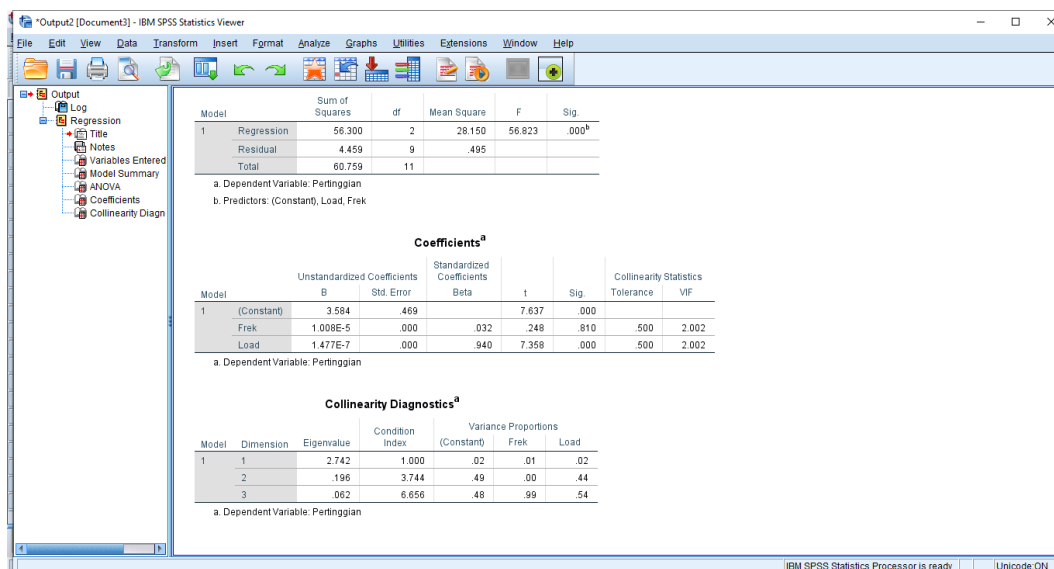 *Output2 [Document3] - IBM SPSS Statistics Viewer
File Edit View Data Transform Insert Format Analyze Graphs Utilities Extensions Window Help
Output
Log
Regression
Title
Notes
Variables Entered
Model Summary
ANOVA
Coefficients
Collinearity Diagn
Model Sum of Squares df Mean Square F Sig.
1 Regression 56.300 2 28.150 56.823 .000b
Residual 4.459 9 .495
Total 60.759 11
a. Dependent Variable: Pertinggian
b. Predictors: (Constant), Load, Frek
Coefficientsa
Unstandardized Coefficients Standardized Coefficients Collinearity Statistics
Model B Std. Error Beta t Sig. Tolerance VIF
1 (Constant) 3.584 .469 7.637 .000
Frek 1.008E-5 .000 .032 .248 .810 .500 2.002
Load 1.477E-7 .000 .940 7.358 .000 .500 2.002
a. Dependent Variable: Pertinggian
Collinearity Diagnosticsa
Variance Proportions
Model Dimension Eigenvalue Condition Index (Constant) Frek Load
1 1 2.742 1.000 .02 .01 .02
2 .196 3.744 .49 .00 .44
3 .062 6.656 .48 .99 .54
a. Dependent Variable: Pertinggian
IBM SPSS Statistics Processor is ready Unicode:ON